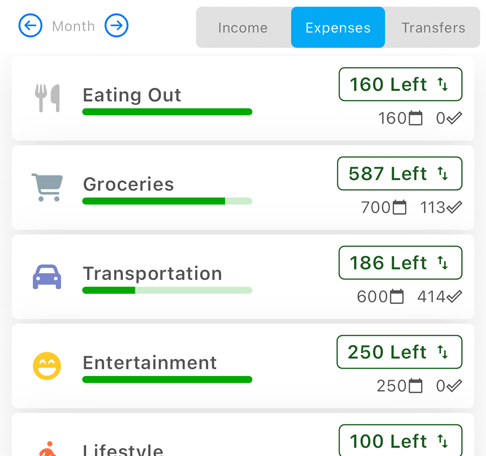 Month
Income
Expenses
Transfers
Eating Out
160 Left
160 0
Groceries
587 Left
700 113
Transportation
186 Left
600 414
Entertainment
250 Left
250 0
Lifestyle
100 Left